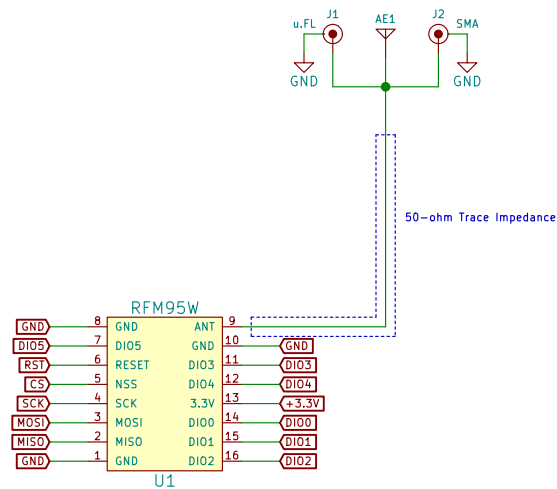 J1
AE1
J2
u.FL
SMA
GND
GND
50-ohm Trace Impedance
RFM95W
GND 8 GND ANT 9
DIO5 7 DIO5 GND 10 GND
RST 6 RESET DIO3 11 DIO3
CS 5 NSS DIO4 12 DIO4
SCK 4 SCK 3.3V 13 +3.3V
MOSI 3 MOSI DIO0 14 DIO0
MISO 2 MISO DIO1 15 DIO1
GND 1 GND DIO2 16 DIO2
U1